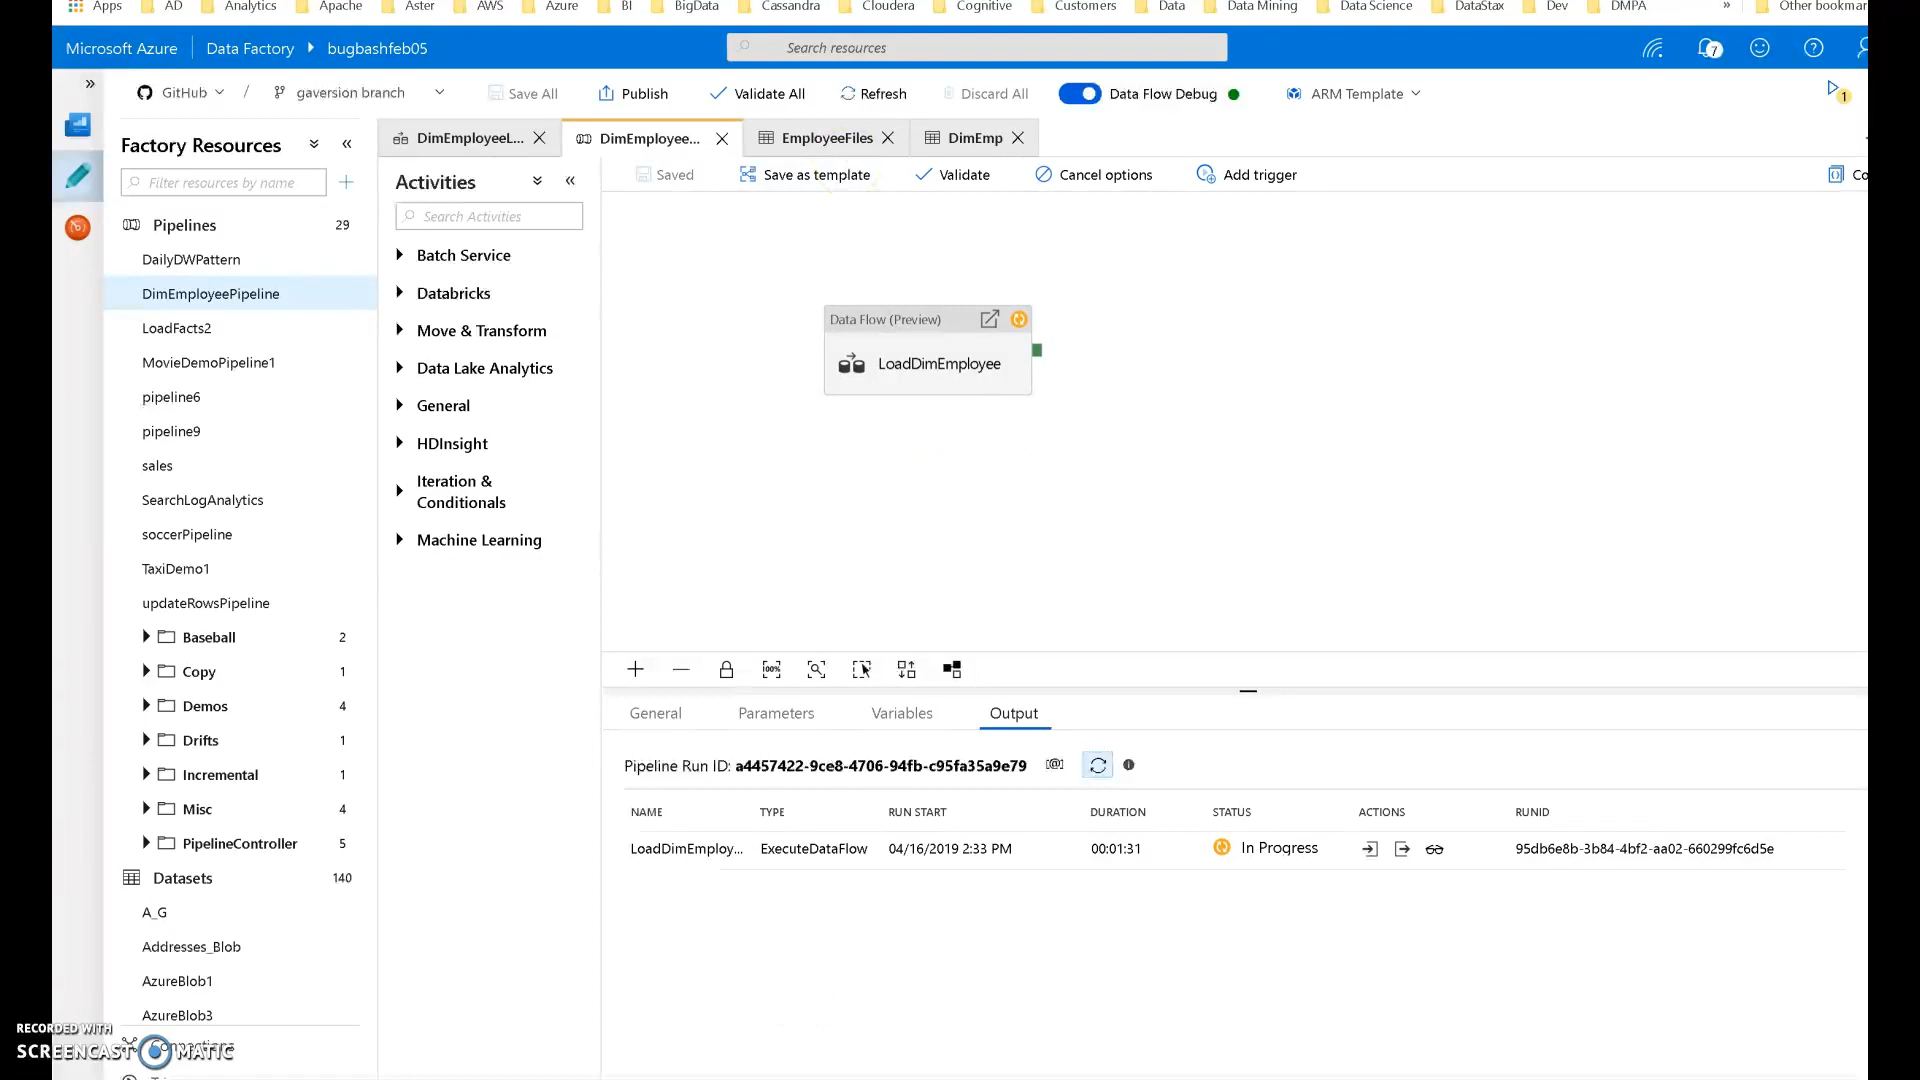 Apps AD Analytics Apache Aster AWS Azure BI BigData Cassandra Cloudera Cognitive Customers Data Data Mining Data Science DataStax Dev DMPA » Other bookmar
Microsoft Azure Data Factory bugbashfeb05 Search resources 7
GitHub / gaversion branch Save All Publish Validate All Refresh Discard All Data Flow Debug ARM Template 1
Factory Resources
Filter resources by name
Pipelines 29
DailyDWPattern
DimEmployeePipeline
LoadFacts2
MovieDemoPipeline1
pipeline6
pipeline9
sales
SearchLogAnalytics
soccerPipeline
TaxiDemo1
updateRowsPipeline
Baseball 2
Copy 1
Demos 4
Drifts 1
Incremental 1
Misc 4
PipelineController 5
Datasets 140
A_G
Addresses_Blob
AzureBlob1
AzureBlob3
Connections
DimEmployeeL... DimEmployee... EmployeeFiles DimEmp
Activities
Search Activities
Batch Service
Databricks
Move & Transform
Data Lake Analytics
General
HDInsight
Iteration &
Conditionals
Machine Learning
Saved Save as template Validate Cancel options Add trigger Co
Data Flow (Preview)
LoadDimEmployee
100%
General Parameters Variables Output
Pipeline Run ID: a4457422-9ce8-4706-94fb-c95fa35a9e79 [@]
NAME TYPE RUN START DURATION STATUS ACTIONS RUNID
LoadDimEmploy... ExecuteDataFlow 04/16/2019 2:33 PM 00:01:31 In Progress 95db6e8b-3b84-4bf2-aa02-660299fc6d5e
RECORDED WITH
SCREENCAST MATIC